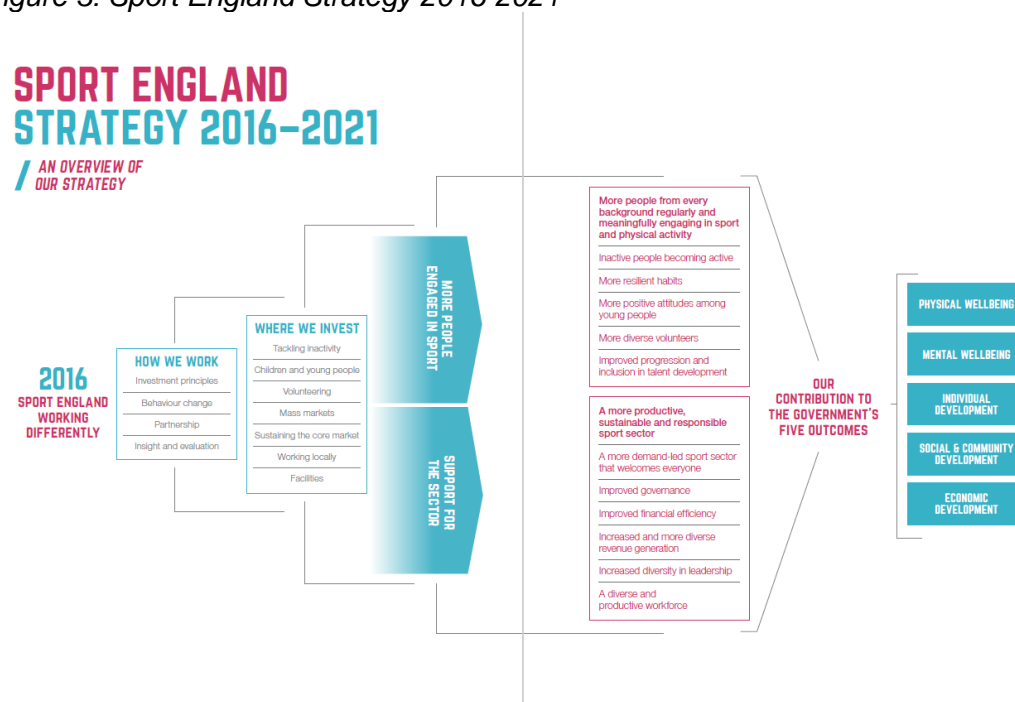 Figure 3: Sport England Strategy 2016-2021
SPORT ENGLAND
STRATEGY 2016–2021
/ AN OVERVIEW OF
OUR STRATEGY
2016
SPORT ENGLAND
WORKING
DIFFERENTLY
HOW WE WORK
Investment principles
Behaviour change
Partnership
Insight and evaluation
WHERE WE INVEST
Tackling inactivity
Children and young people
Volunteering
Mass markets
Sustaining the core market
Working locally
Facilities
MORE PEOPLE
ENGAGED IN SPORT
SUPPORT FOR
THE SECTOR
More people from every
background regularly and
meaningfully engaging in sport
and physical activity
Inactive people becoming active
More resilient habits
More positive attitudes among
young people
More diverse volunteers
Improved progression and
inclusion in talent development
A more productive,
sustainable and responsible
sport sector
A more demand-led sport sector
that welcomes everyone
Improved governance
Improved financial efficiency
Increased and more diverse
revenue generation
Increased diversity in leadership
A diverse and
productive workforce
OUR
CONTRIBUTION TO
THE GOVERNMENT'S
FIVE OUTCOMES
PHYSICAL WELLBEING
MENTAL WELLBEING
INDIVIDUAL
DEVELOPMENT
SOCIAL & COMMUNITY
DEVELOPMENT
ECONOMIC
DEVELOPMENT